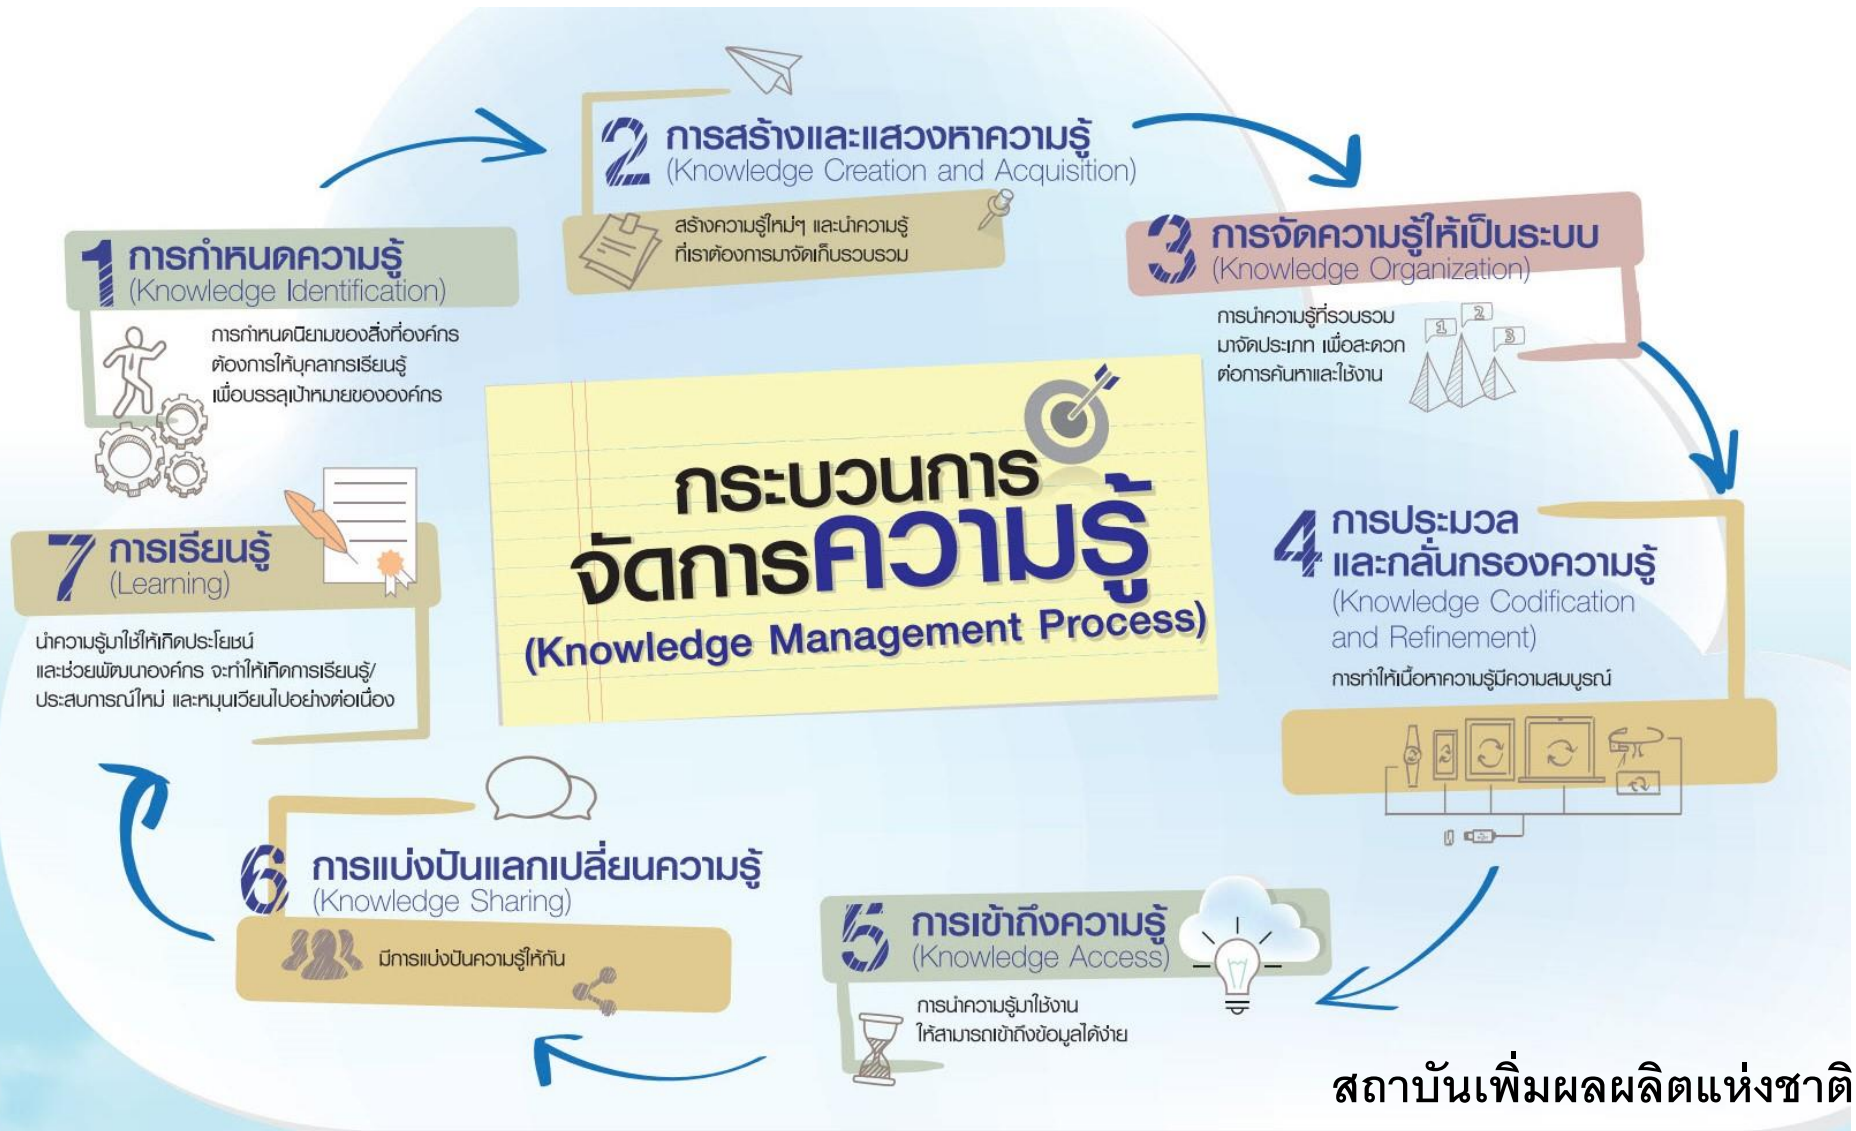 กระบวนการ
จัดการความรู้
(Knowledge Management Process)
1 การกำหนดความรู้
(Knowledge Identification)
การกำหนดนิยามของสิ่งที่องค์กร
ต้องการให้บุคลากรเรียนรู้
เพื่อบรรลุเป้าหมายขององค์กร
2 การสร้างและแสวงหาความรู้
(Knowledge Creation and Acquisition)
สร้างความรู้ใหม่ๆ และนำความรู้
ที่เราต้องการมาจัดเก็บรวบรวม
3 การจัดความรู้ให้เป็นระบบ
(Knowledge Organization)
การนำความรู้ที่รวบรวม
มาจัดประเภท เพื่อสะดวก
ต่อการค้นหาและใช้งาน
1
2
3
4 การประมวล
และกลั่นกรองความรู้
(Knowledge Codification
and Refinement)
การทำให้เนื้อหาความรู้มีความสมบูรณ์
5 การเข้าถึงความรู้
(Knowledge Access)
การนำความรู้มาใช้งาน
ให้สามารถเข้าถึงข้อมูลได้ง่าย
6 การแบ่งปันแลกเปลี่ยนความรู้
(Knowledge Sharing)
มีการแบ่งปันความรู้ให้กัน
7 การเรียนรู้
(Learning)
นำความรู้มาใช้ให้เกิดประโยชน์
และช่วยพัฒนาองค์กร จะทำให้เกิดการเรียนรู้/
ประสบการณ์ใหม่ และหมุนเวียนไปอย่างต่อเนื่อง
สถาบันเพิ่มผลผลิตแห่งชาติ